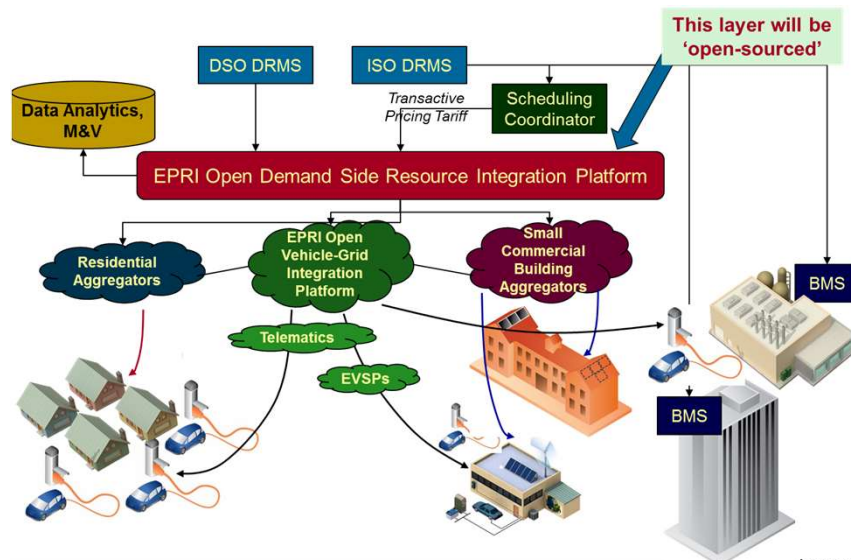 This layer will be
‘open-sourced’
DSO DRMS
ISO DRMS
Transactive
Pricing Tariff
Scheduling
Coordinator
Data Analytics,
M&V
EPRI Open Demand Side Resource Integration Platform
Residential
Aggregators
EPRI Open
Vehicle-Grid
Integration
Platform
Small
Commercial
Building
Aggregators
BMS
Telematics
EVSPs
BMS